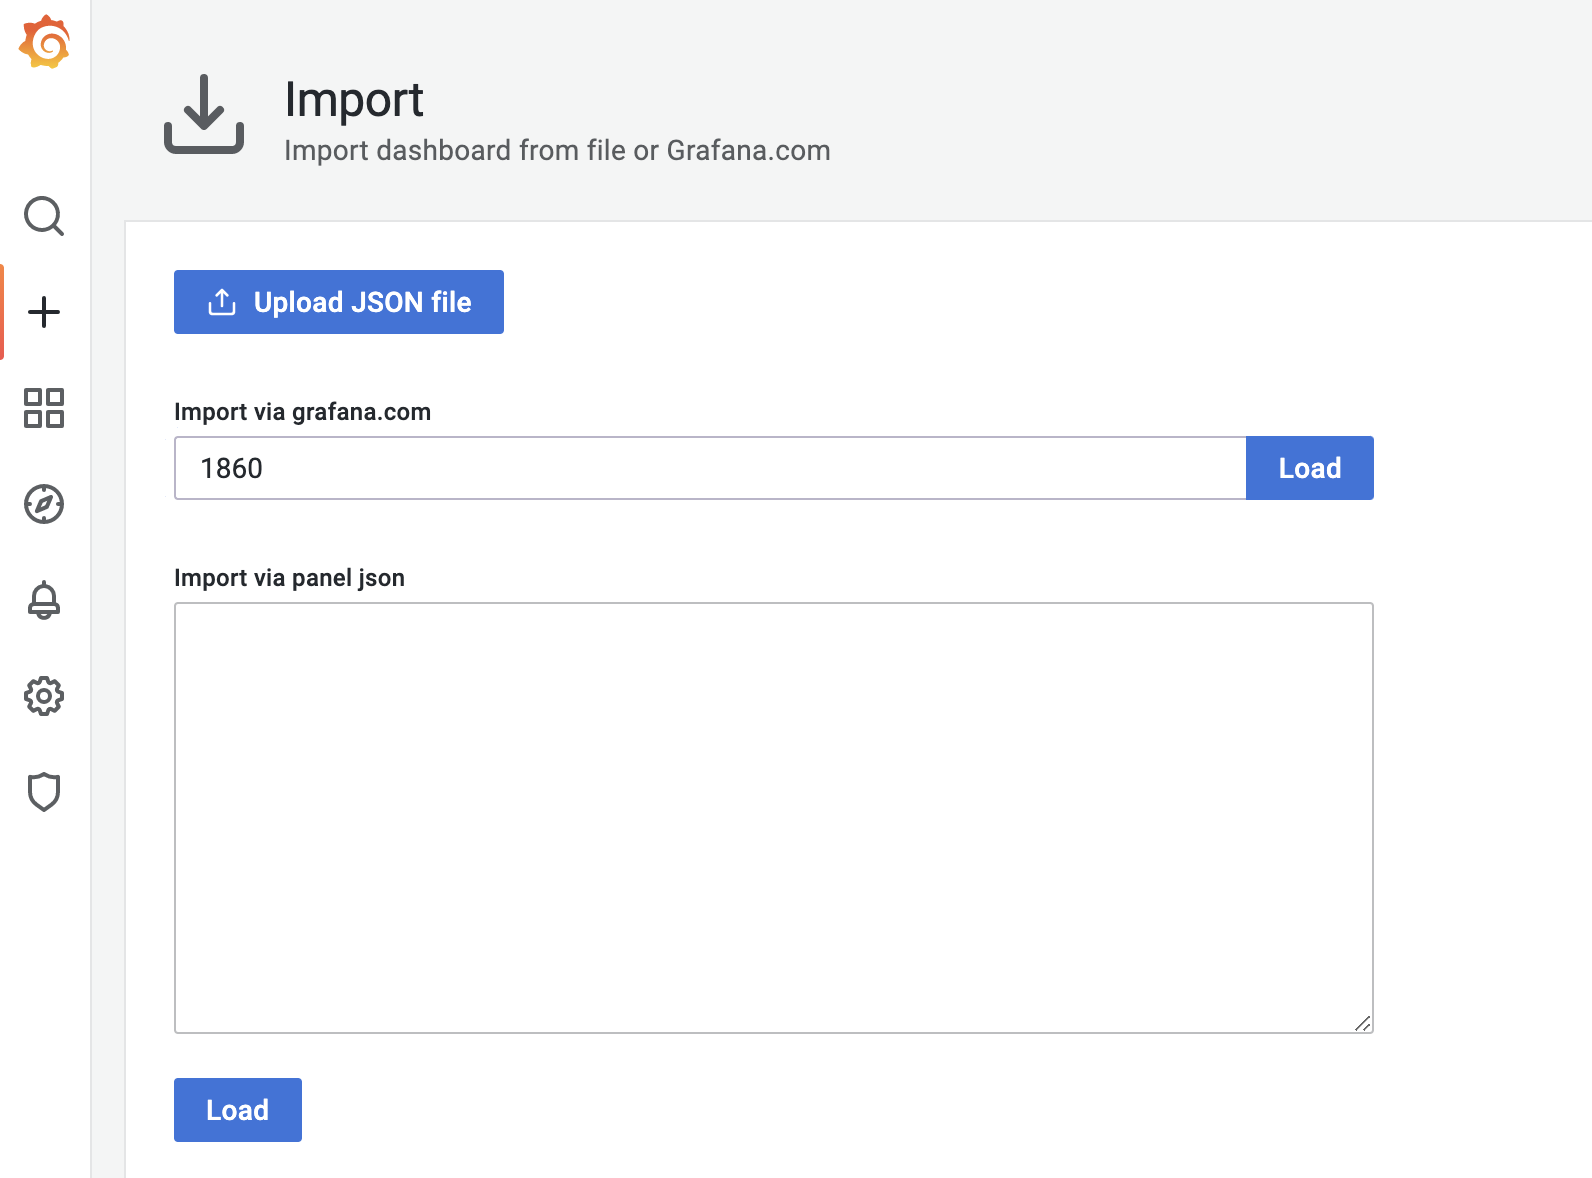 Import
Import dashboard from file or Grafana.com
Upload JSON file
Import via grafana.com
1860
Load
Import via panel json
Load